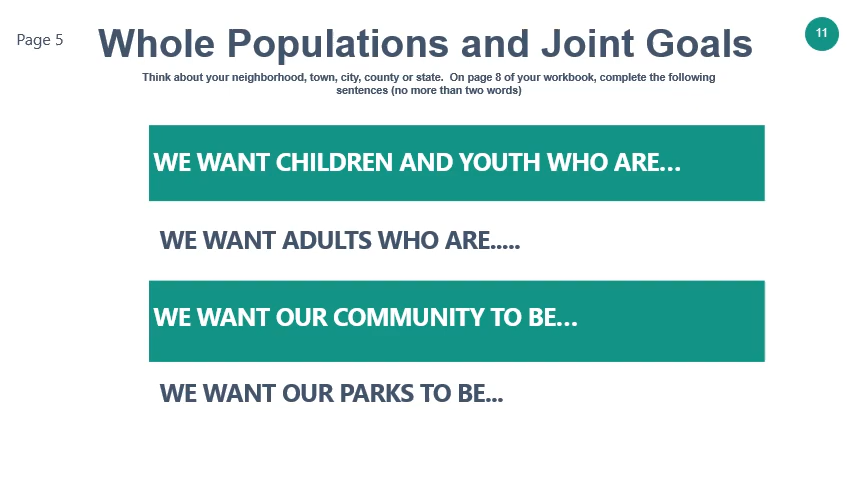 Page 5
Whole Populations and Joint Goals
11
Think about your neighborhood, town, city, county or state.  On page 8 of your workbook, complete the following
sentences (no more than two words)
WE WANT CHILDREN AND YOUTH WHO ARE…
WE WANT ADULTS WHO ARE.....
WE WANT OUR COMMUNITY TO BE…
WE WANT OUR PARKS TO BE...